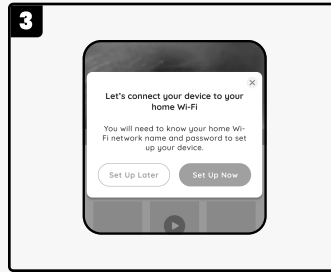 3
Let's connect your device to your
home Wi-Fi
You will need to know your home Wi-
Fi network name and password to set
up your device.
Set Up Later Set Up Now